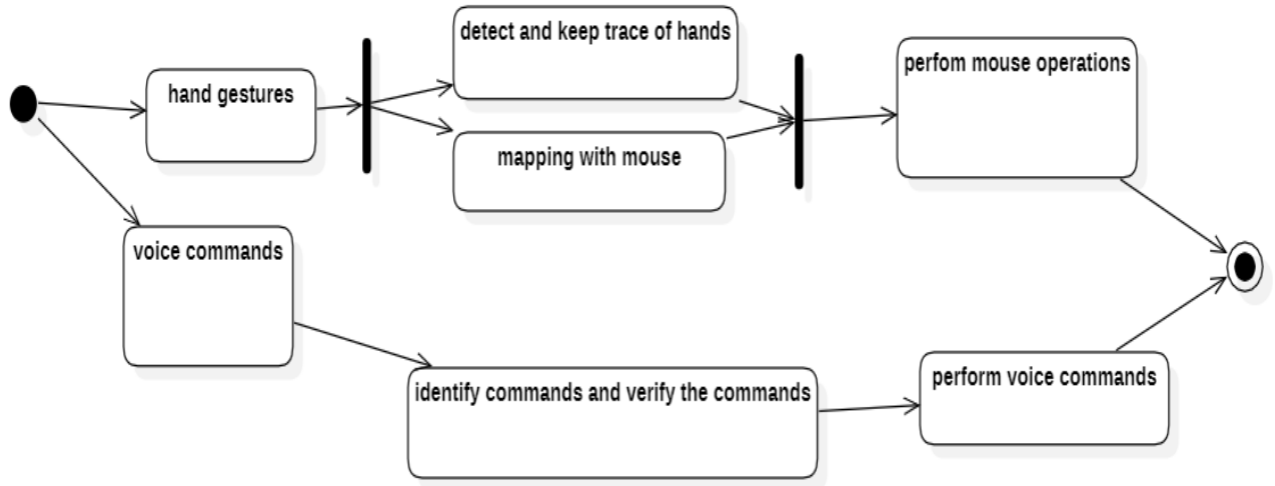 detect and keep trace of hands
hand gestures
perfom mouse operations
mapping with mouse
voice commands
identify commands and verify the commands
perform voice commands